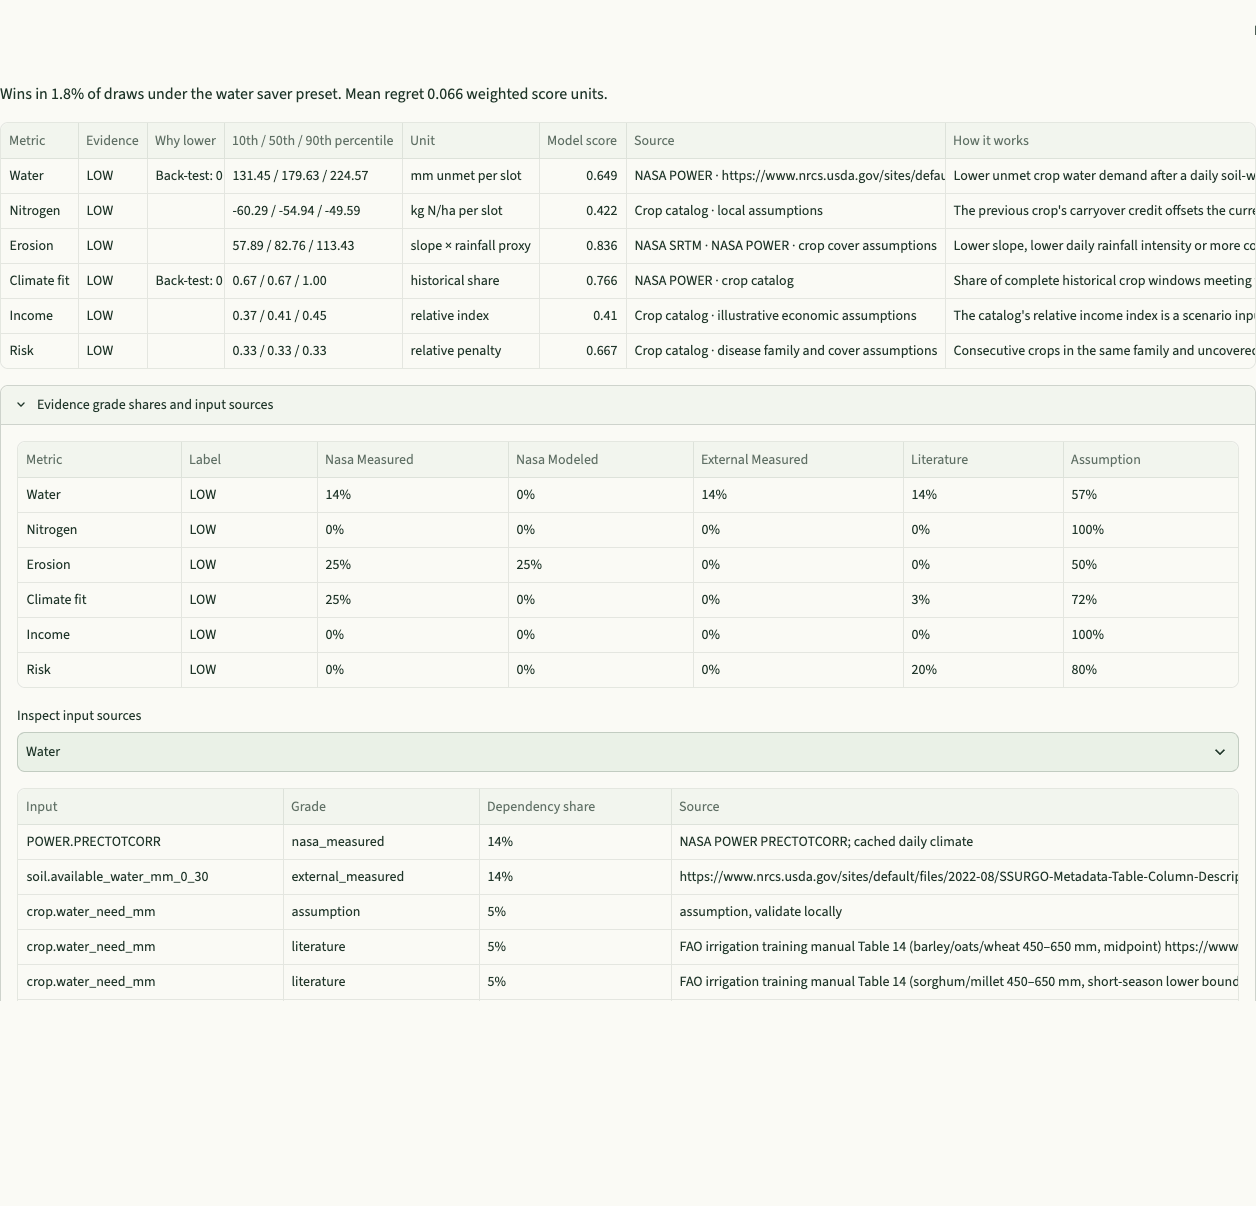 Wins in 1.8% of draws under the water saver preset. Mean regret 0.066 weighted score units.
Metric Evidence Why lower 10th / 50th / 90th percentile Unit Model score Source How it works
Water LOW Back-test: 0 131.45 / 179.63 / 224.57 mm unmet per slot 0.649 NASA POWER · https://www.nrcs.usda.gov/sites/defau Lower unmet crop water demand after a daily soil-w
Nitrogen LOW -60.29 / -54.94 / -49.59 kg N/ha per slot 0.422 Crop catalog · local assumptions The previous crop's carryover credit offsets the curre
Erosion LOW 57.89 / 82.76 / 113.43 slope × rainfall proxy 0.836 NASA SRTM · NASA POWER · crop cover assumptions Lower slope, lower daily rainfall intensity or more co
Climate fit LOW Back-test: 0 0.67 / 0.67 / 1.00 historical share 0.766 NASA POWER · crop catalog Share of complete historical crop windows meeting
Income LOW 0.37 / 0.41 / 0.45 relative index 0.41 Crop catalog · illustrative economic assumptions The catalog's relative income index is a scenario inpu
Risk LOW 0.33 / 0.33 / 0.33 relative penalty 0.667 Crop catalog · disease family and cover assumptions Consecutive crops in the same family and uncovered
Evidence grade shares and input sources
Metric Label Nasa Measured Nasa Modeled External Measured Literature Assumption
Water LOW 14% 0% 14% 14% 57%
Nitrogen LOW 0% 0% 0% 0% 100%
Erosion LOW 25% 25% 0% 0% 50%
Climate fit LOW 25% 0% 0% 3% 72%
Income LOW 0% 0% 0% 0% 100%
Risk LOW 0% 0% 0% 20% 80%
Inspect input sources
Water
Input Grade Dependency share Source
POWER.PRECTOTCORR nasa_measured 14% NASA POWER PRECTOTCORR; cached daily climate
soil.available_water_mm_0_30 external_measured 14% https://www.nrcs.usda.gov/sites/default/files/2022-08/SSURGO-Metadata-Table-Column-Descrip
crop.water_need_mm assumption 5% assumption, validate locally
crop.water_need_mm literature 5% FAO irrigation training manual Table 14 (barley/oats/wheat 450–650 mm, midpoint) https://www
crop.water_need_mm literature 5% FAO irrigation training manual Table 14 (sorghum/millet 450–650 mm, short-season lower bound